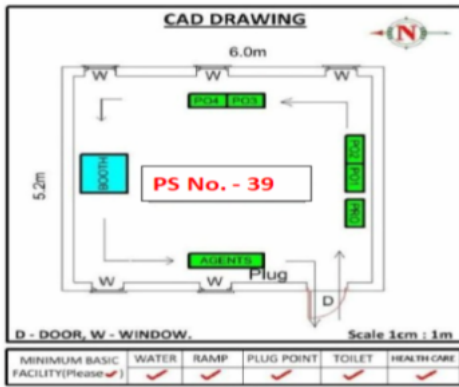 CAD DRAWING
N
6.0m
W W W
PO4 PO3
5.2m
BOOTH
PS No. - 39
PO2
PO1
PRO
AGENTS
Plug
W W
D
D - DOOR, W - WINDOW. Scale 1cm : 1m
MINIMUM BASIC FACILITY(Please✓) WATER RAMP PLUG POINT TOILET HEALTH CARE
✓ ✓ ✓ ✓ ✓